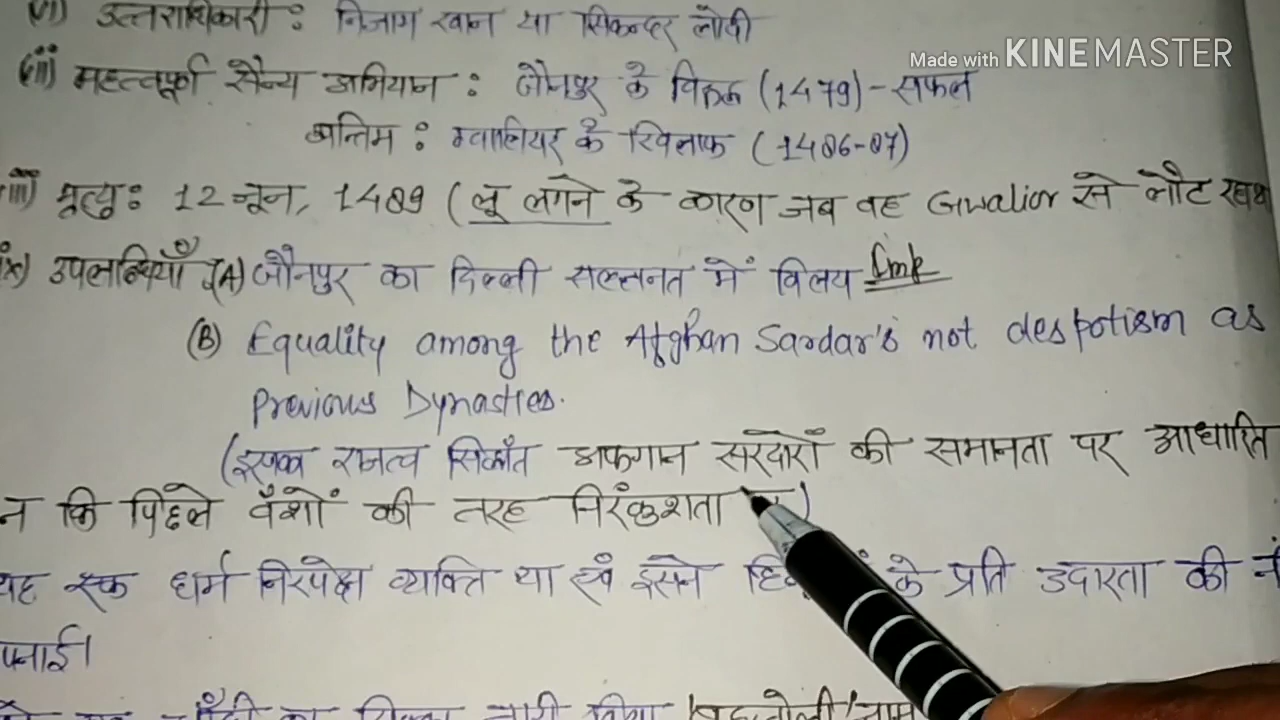 Made with KINEMASTER
vi) उत्तराधिकारी : निजाम खान या सिकन्दर लोदी
(vii) महत्त्वपूर्ण सैन्य अभियान : जौनपुर के विरुद्ध (1479) - सफल
अन्तिम : ग्वालियर के खिलाफ (1486-87)
iii) मृत्यु : 12 जून, 1489 (लू लगने के कारण जब वह Gwalior से लौट रहा था
ix) उपलब्धियाँ (A) जौनपुर का दिल्ली सल्तनत में विलय Imp
(B) Equality among the Afghan Sardar's not despotism as
Previous Dynasties.
(इसका राजत्व सिद्धांत अफगान सरदारों की समानता पर आधारित
न कि पिछले वंशों की तरह निरंकुशता )
यह एक धर्म निरपेक्ष व्यक्ति था एवं इसने के प्रति उदारता की
पनाई।